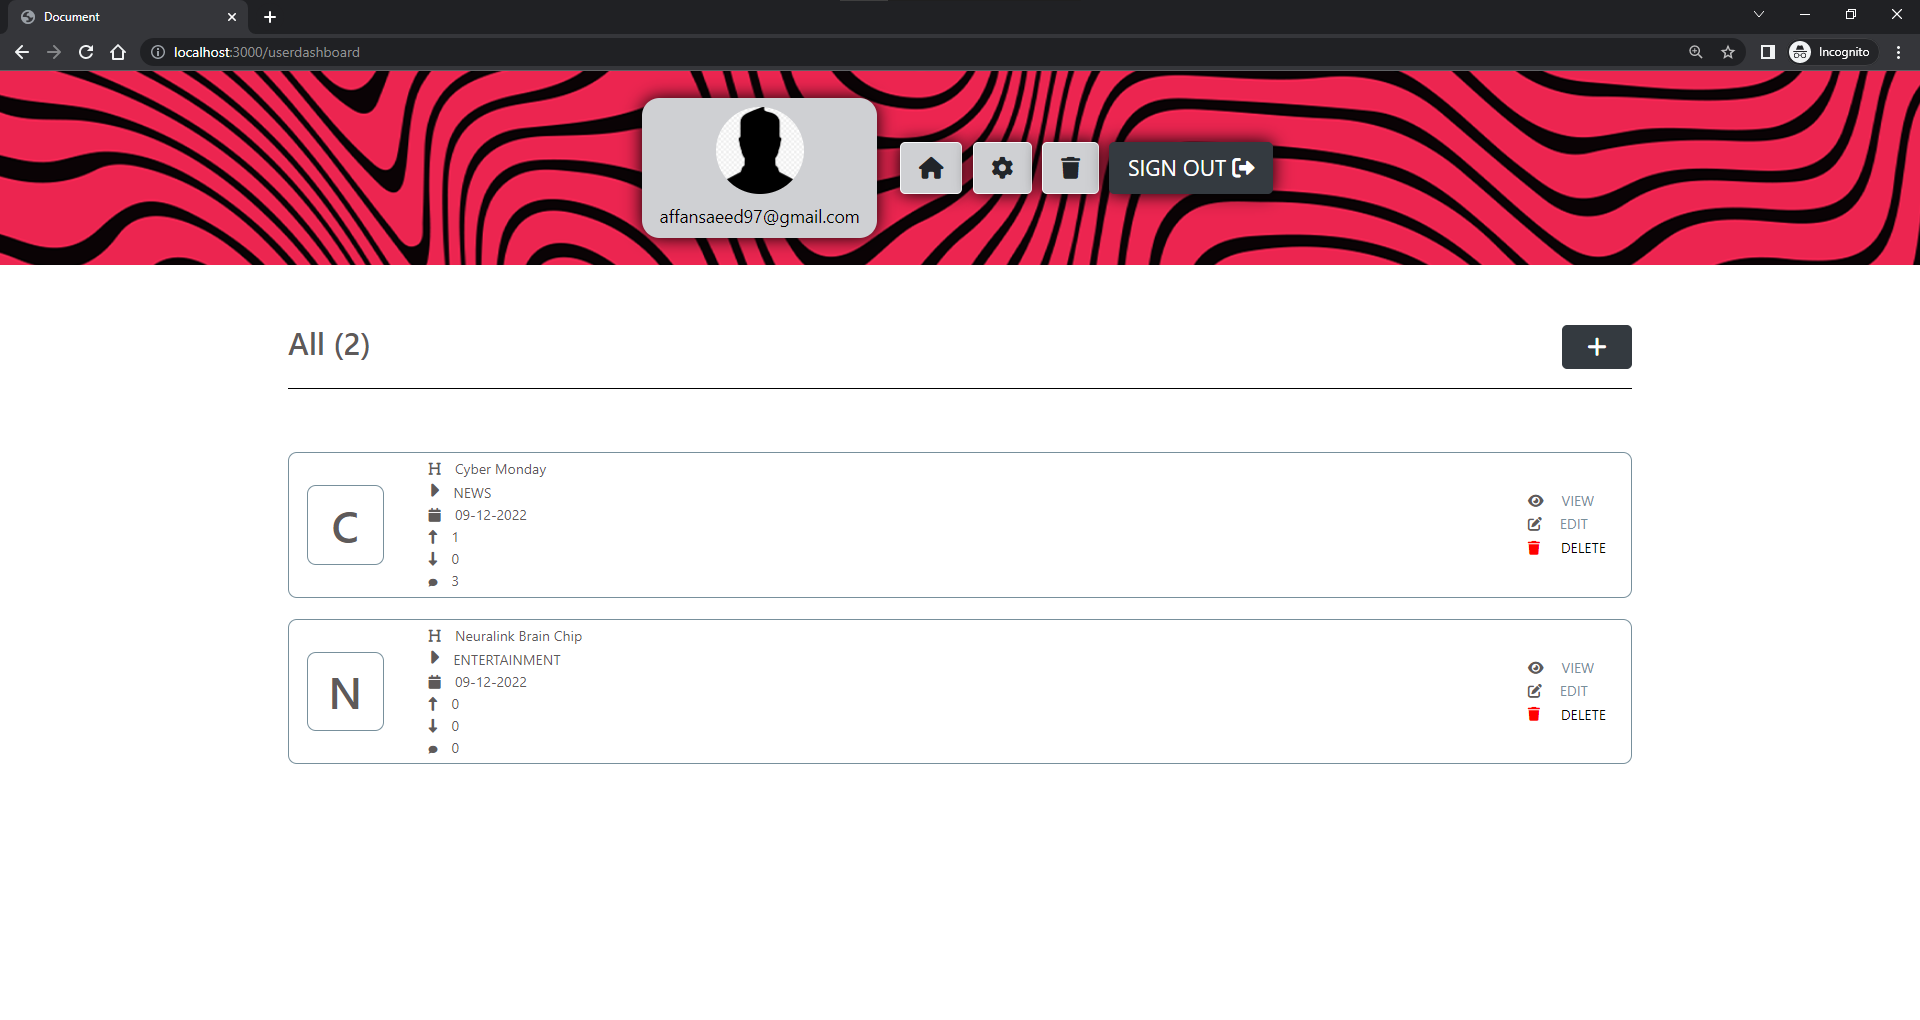 Document
localhost:3000/userdashboard
Incognito
affansaeed97@gmail.com
SIGN OUT
All (2)
C
Cyber Monday
NEWS
09-12-2022
1
0
3
VIEW
EDIT
DELETE
N
Neuralink Brain Chip
ENTERTAINMENT
09-12-2022
0
0
0
VIEW
EDIT
DELETE